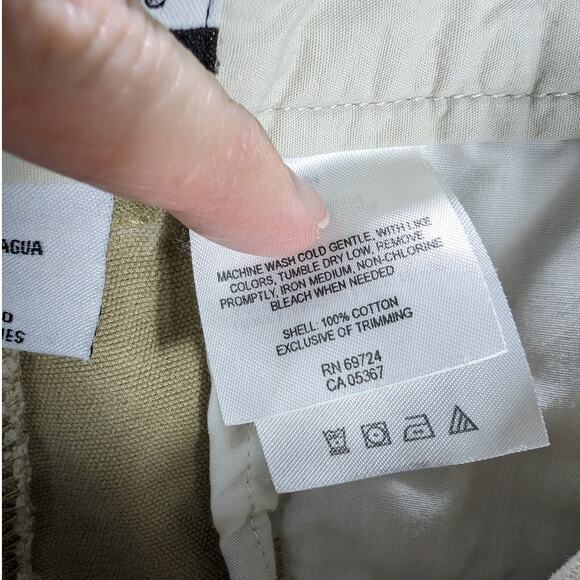 AGUA
MACHINE WASH COLD GENTLE, WITH LIKE
COLORS, TUMBLE DRY LOW, REMOVE
PROMPTLY, IRON MEDIUM, NON-CHLORINE
BLEACH WHEN NEEDED
SHELL: 100% COTTON
EXCLUSIVE OF TRIMMING
RN 69724
CA 05367